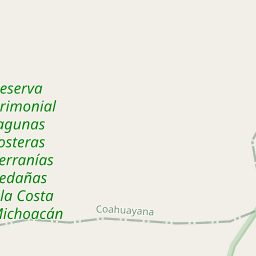 eserva
rimonial
agunas
osteras
erranías
edañas
la Costa
Michoacán
Coahuayana